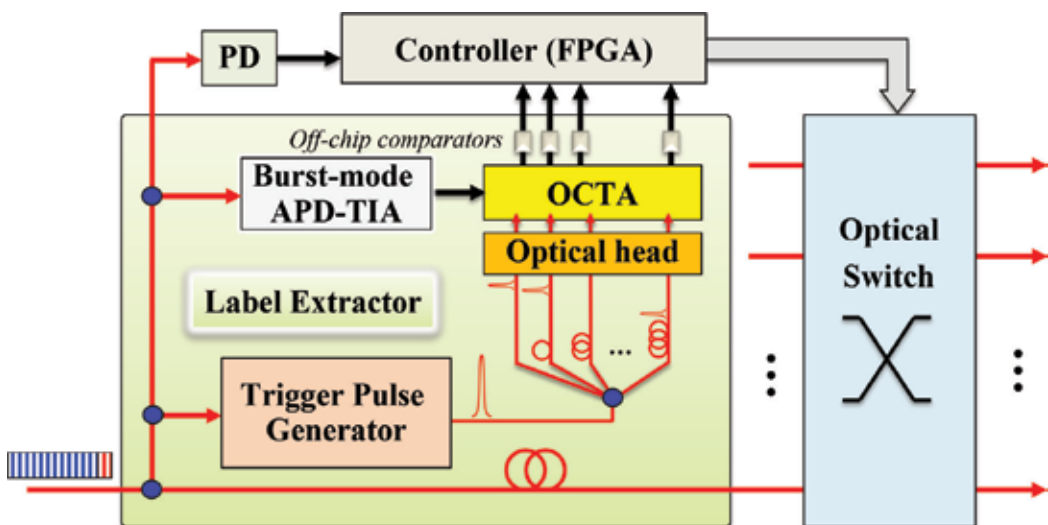 PD
Controller (FPGA)
Off-chip comparators
Burst-mode
APD-TIA
OCTA
Optical head
Label Extractor
...
Trigger Pulse
Generator
Optical
Switch